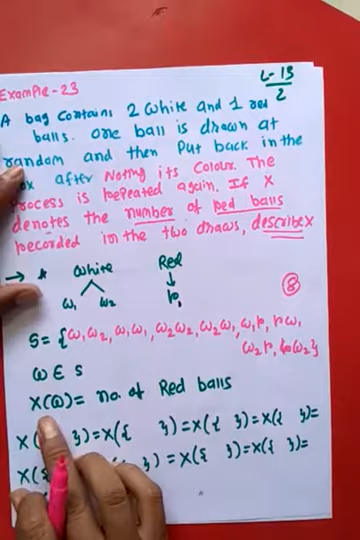 Example-23
L-13
2
A bag contains 2 white and 1 red
balls. One ball is drawn at
random and then put back in the
box after noting its colour. The
process is repeated again. If X
denotes the number of red balls
recorded in the two draws, describe X
→ * White Red
ω₁ ω₂ r,
8
S = {ω₁ω₂, ω₁ω₁, ω₂ω₂, ω₂ω₁, ω₁r, rω,
ω₂r, rω₂}
ω ∈ S
X(ω) = no. of Red balls
X( })=X({ })=X({ })=X({ }=
X({ })=X({ })=X({ }=